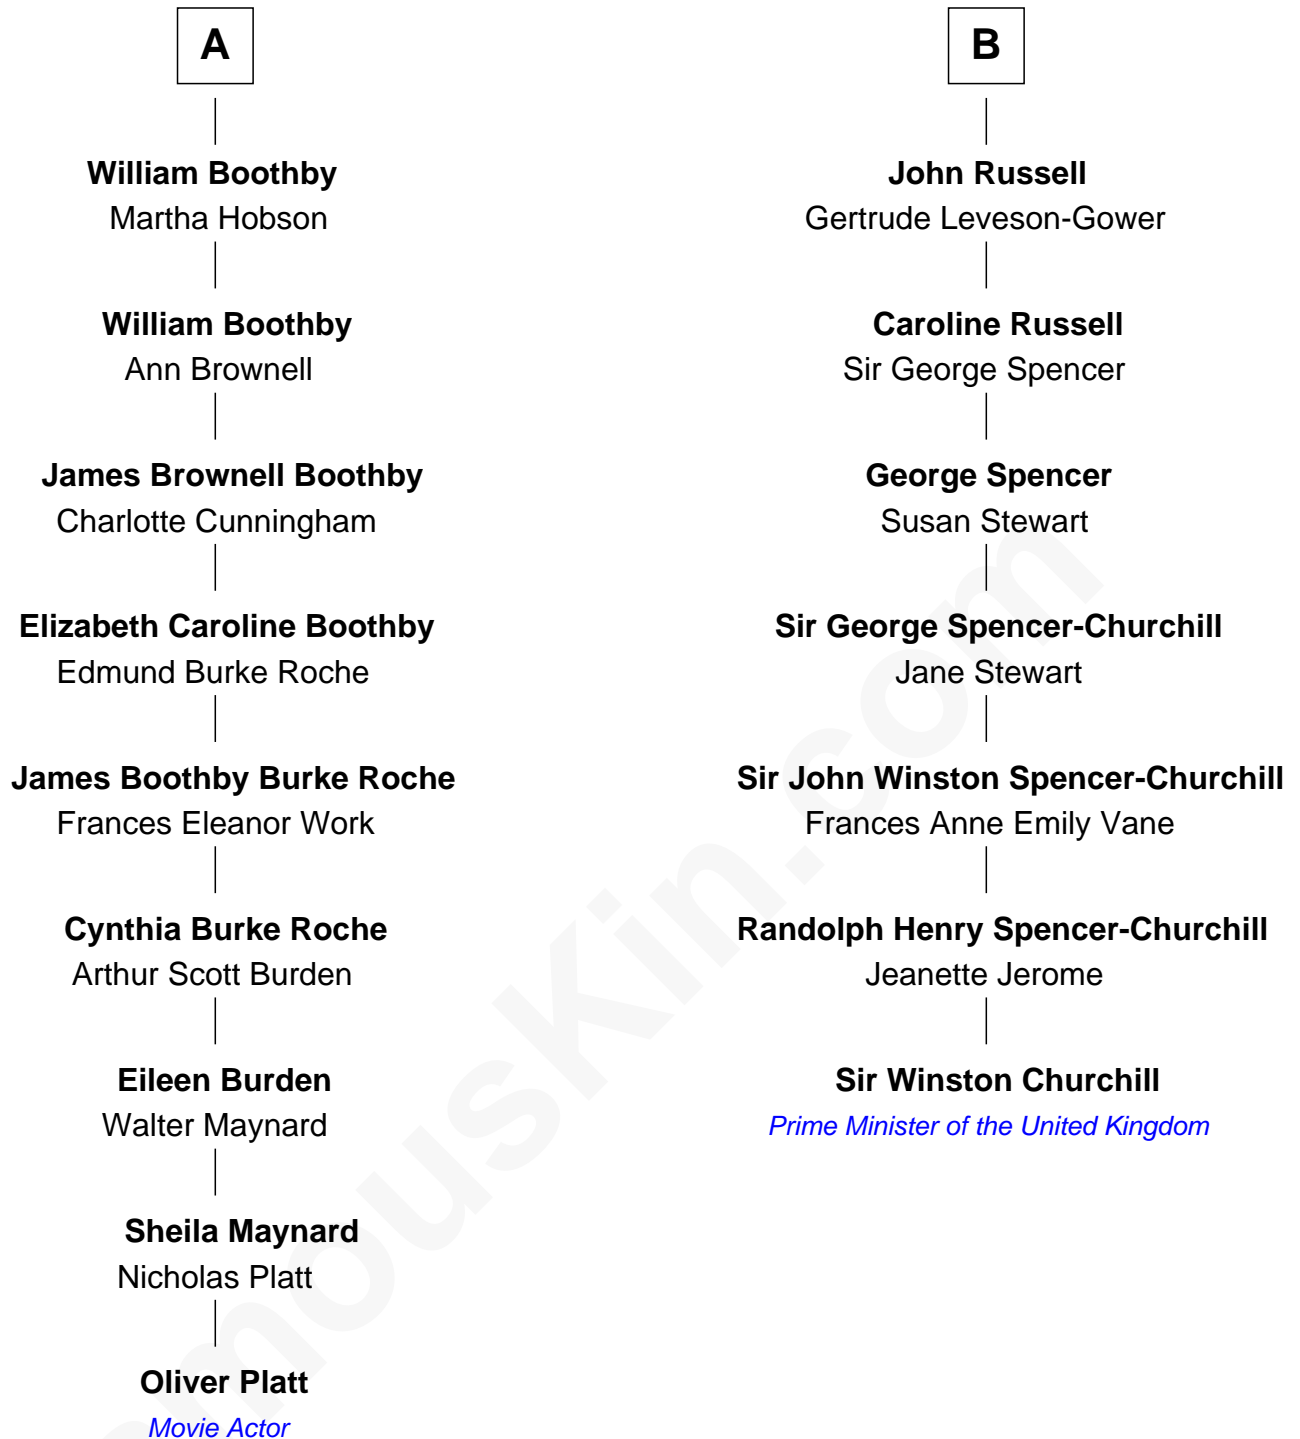 A
William Boothby
Martha Hobson
William Boothby
Ann Brownell
James Brownell Boothby
Charlotte Cunningham
Elizabeth Caroline Boothby
Edmund Burke Roche
James Boothby Burke Roche
Frances Eleanor Work
Cynthia Burke Roche
Arthur Scott Burden
Eileen Burden
Walter Maynard
Sheila Maynard
Nicholas Platt
Oliver Platt
Movie Actor
B
John Russell
Gertrude Leveson-Gower
Caroline Russell
Sir George Spencer
George Spencer
Susan Stewart
Sir George Spencer-Churchill
Jane Stewart
Sir John Winston Spencer-Churchill
Frances Anne Emily Vane
Randolph Henry Spencer-Churchill
Jeanette Jerome
Sir Winston Churchill
Prime Minister of the United Kingdom
mousKin.com